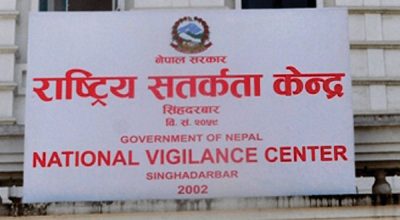 नेपाल सरकार
राष्ट्रिय सतर्कता केन्द्र
सिंहदरबार
वि. सं. २०५९
GOVERNMENT OF NEPAL
NATIONAL VIGILANCE CENTER
SINGHADARBAR
2002